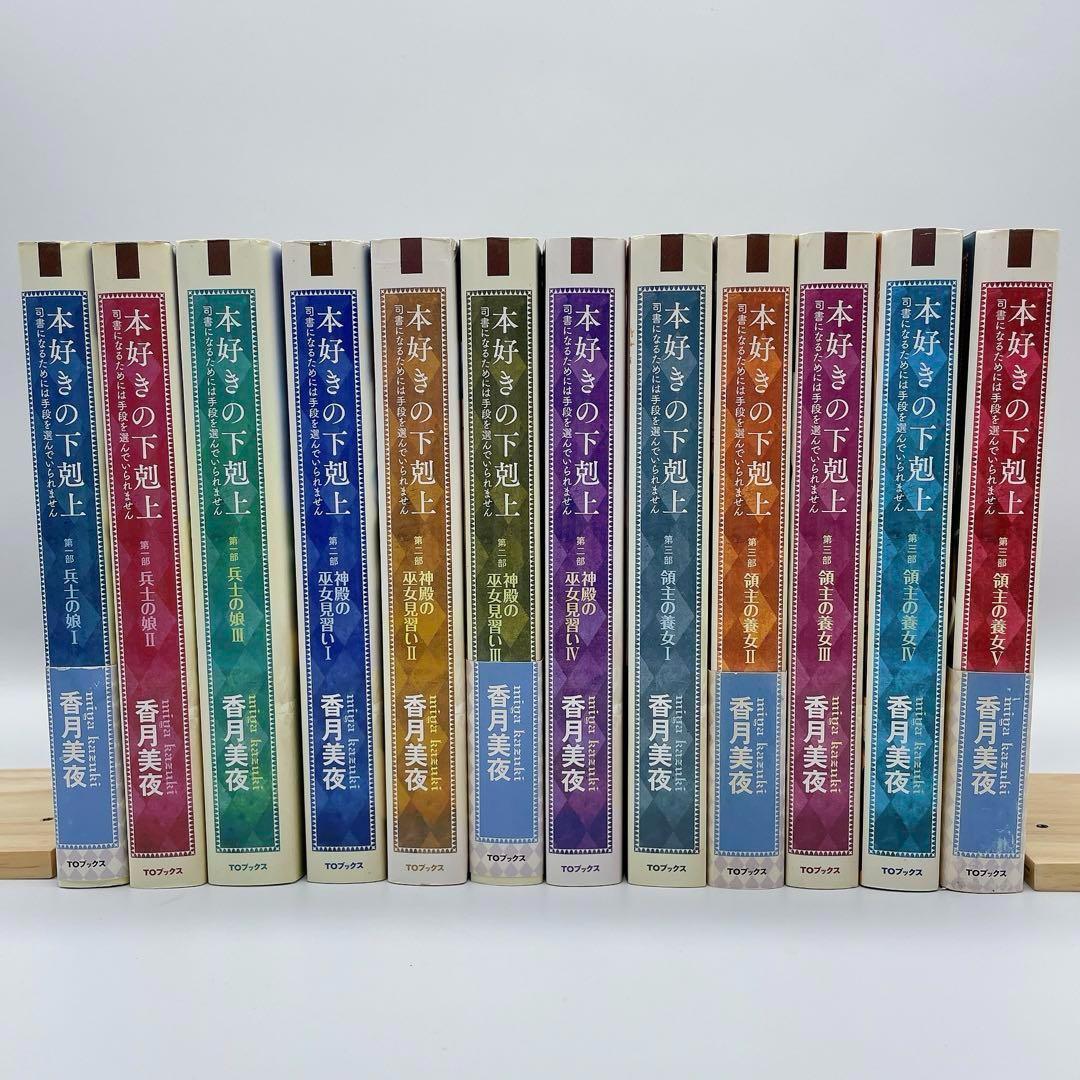 本好きの下剋上
司書になるためには手段を選んでいられません
第一部 兵士の娘Ⅰ
香月美夜
TOブックス
本好きの下剋上
司書になるためには手段を選んでいられません
第一部 兵士の娘Ⅱ
香月美夜
miya kazuki
TOブックス
本好きの下剋上
司書になるためには手段を選んでいられません
第一部 兵士の娘Ⅲ
香月美夜
miya kazuki
TOブックス
本好きの下剋上
司書になるためには手段を選んでいられません
第二部 神殿の
巫女見習いⅠ
香月美夜
miya kazuki
TOブックス
本好きの下剋上
司書になるためには手段を選んでいられません
第二部 神殿の
巫女見習いⅡ
香月美夜
miya kazuki
TOブックス
本好きの下剋上
司書になるためには手段を選んでいられません
第二部 神殿の
巫女見習いⅢ
香月美夜
miya kazuki
TOブックス
本好きの下剋上
司書になるためには手段を選んでいられません
第二部 神殿の
巫女見習いⅣ
香月美夜
miya kazuki
TOブックス
本好きの下剋上
司書になるためには手段を選んでいられません
第三部 領主の養女Ⅰ
香月美夜
miya kazuki
TOブックス
本好きの下剋上
司書になるためには手段を選んでいられません
第三部 領主の養女Ⅱ
香月美夜
miya kazuki
TOブックス
本好きの下剋上
司書になるためには手段を選んでいられません
第三部 領主の養女Ⅲ
香月美夜
miya kazuki
TOブックス
本好きの下剋上
司書になるためには手段を選んでいられません
第三部 領主の養女Ⅳ
香月美夜
miya kazuki
TOブックス
本好きの下剋上
司書になるためには手段を選んでいられません
第三部 領主の養女Ⅴ
香月美夜
miya kazuki
TOブックス